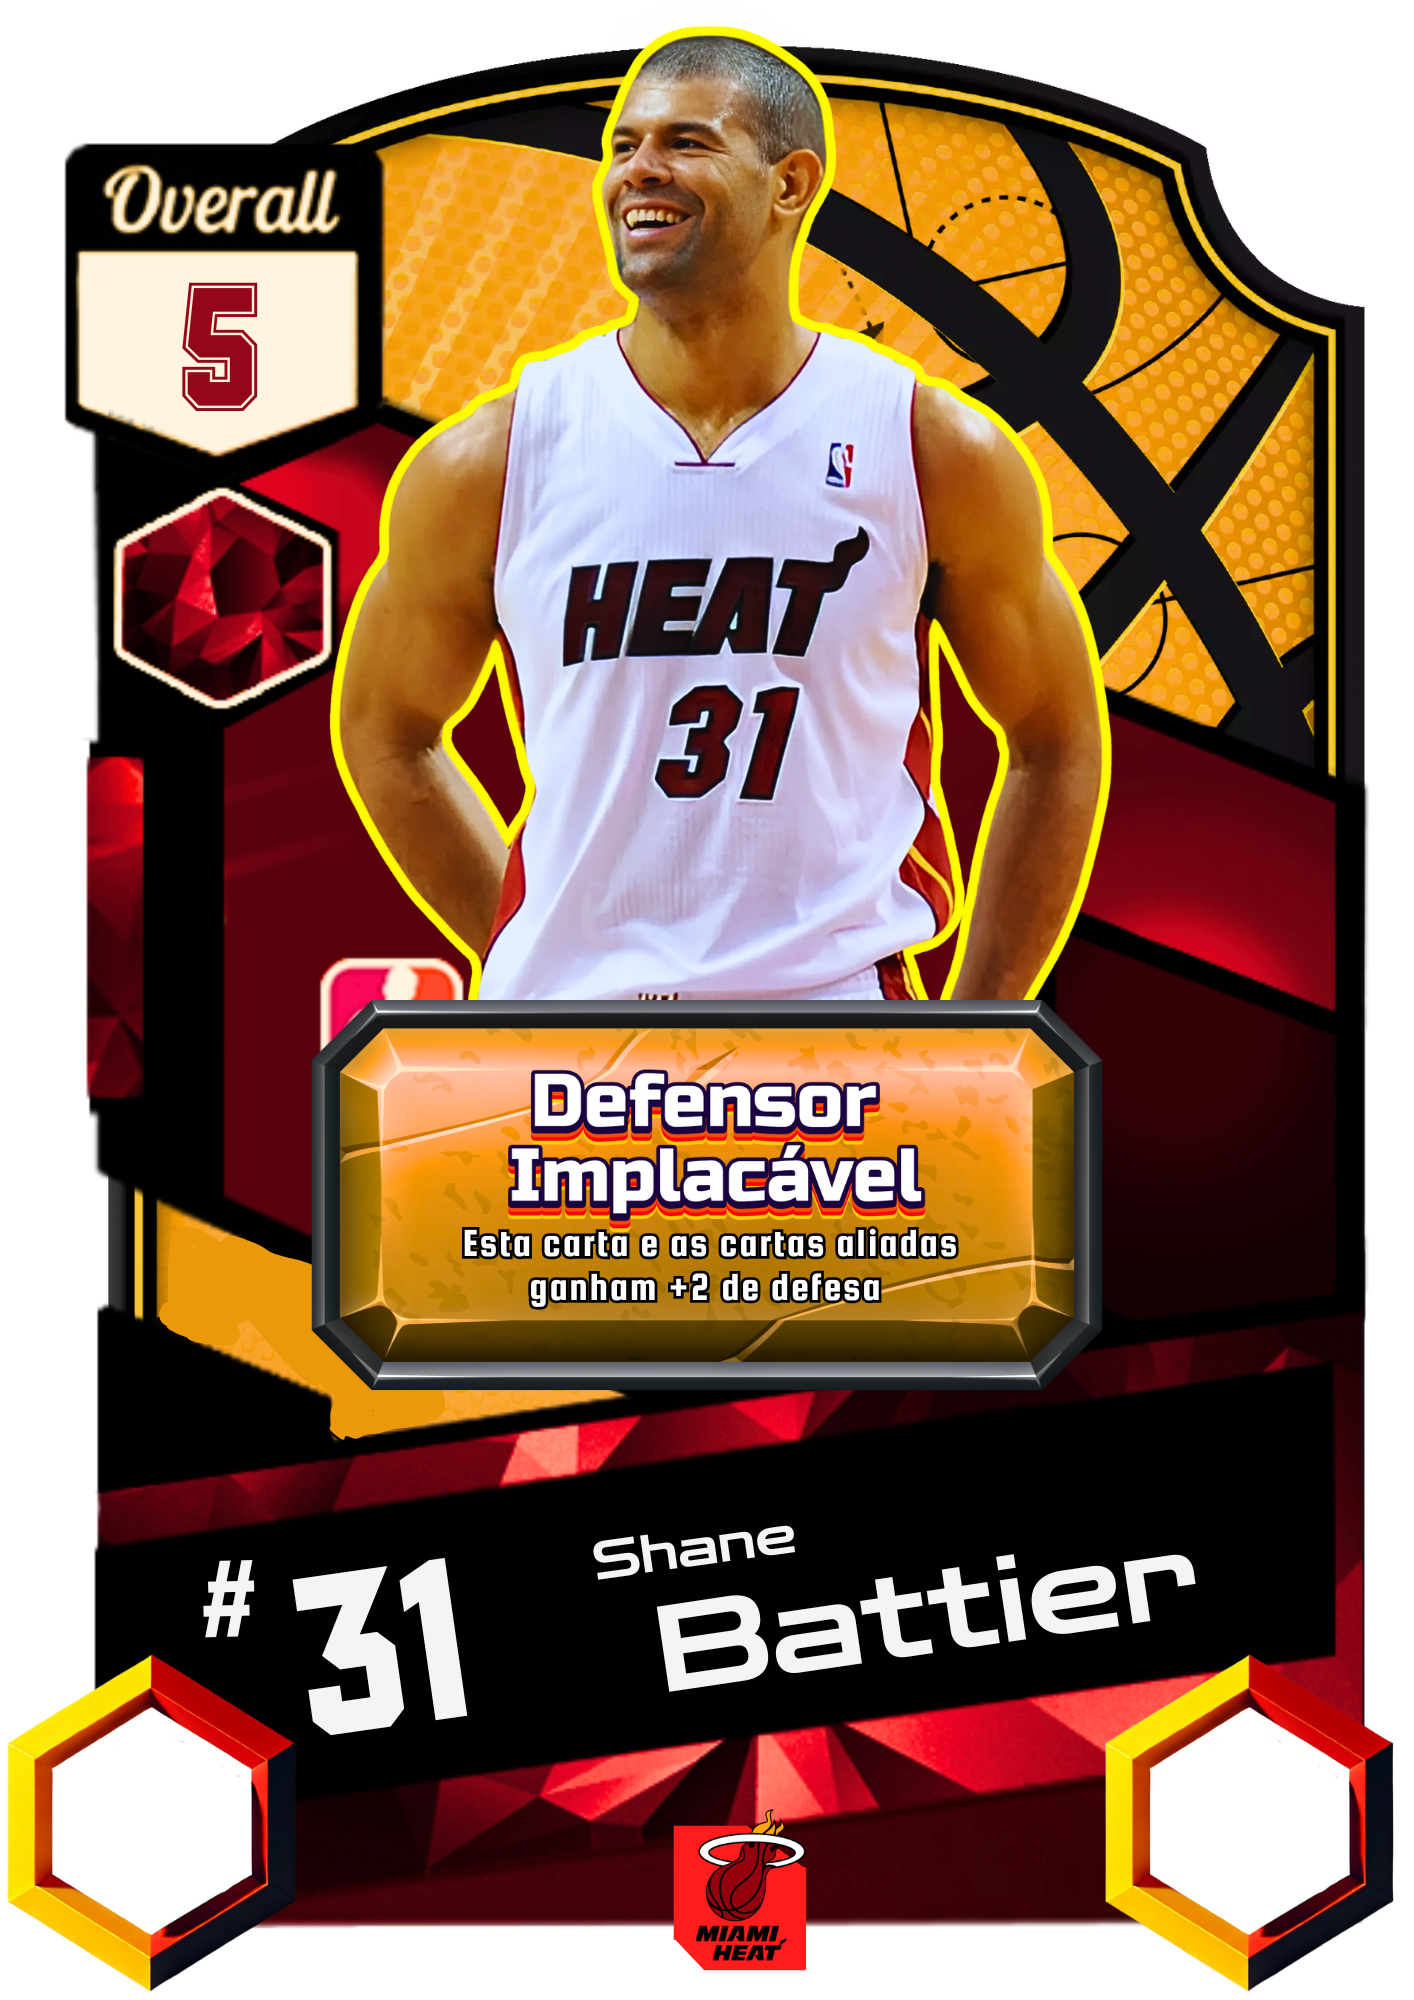 Overall
5
HEAT
31
Defensor
Implacável
Esta carta e as cartas aliadas
ganham +2 de defesa
# 31
Shane
Battier
MIAMI
HEAT